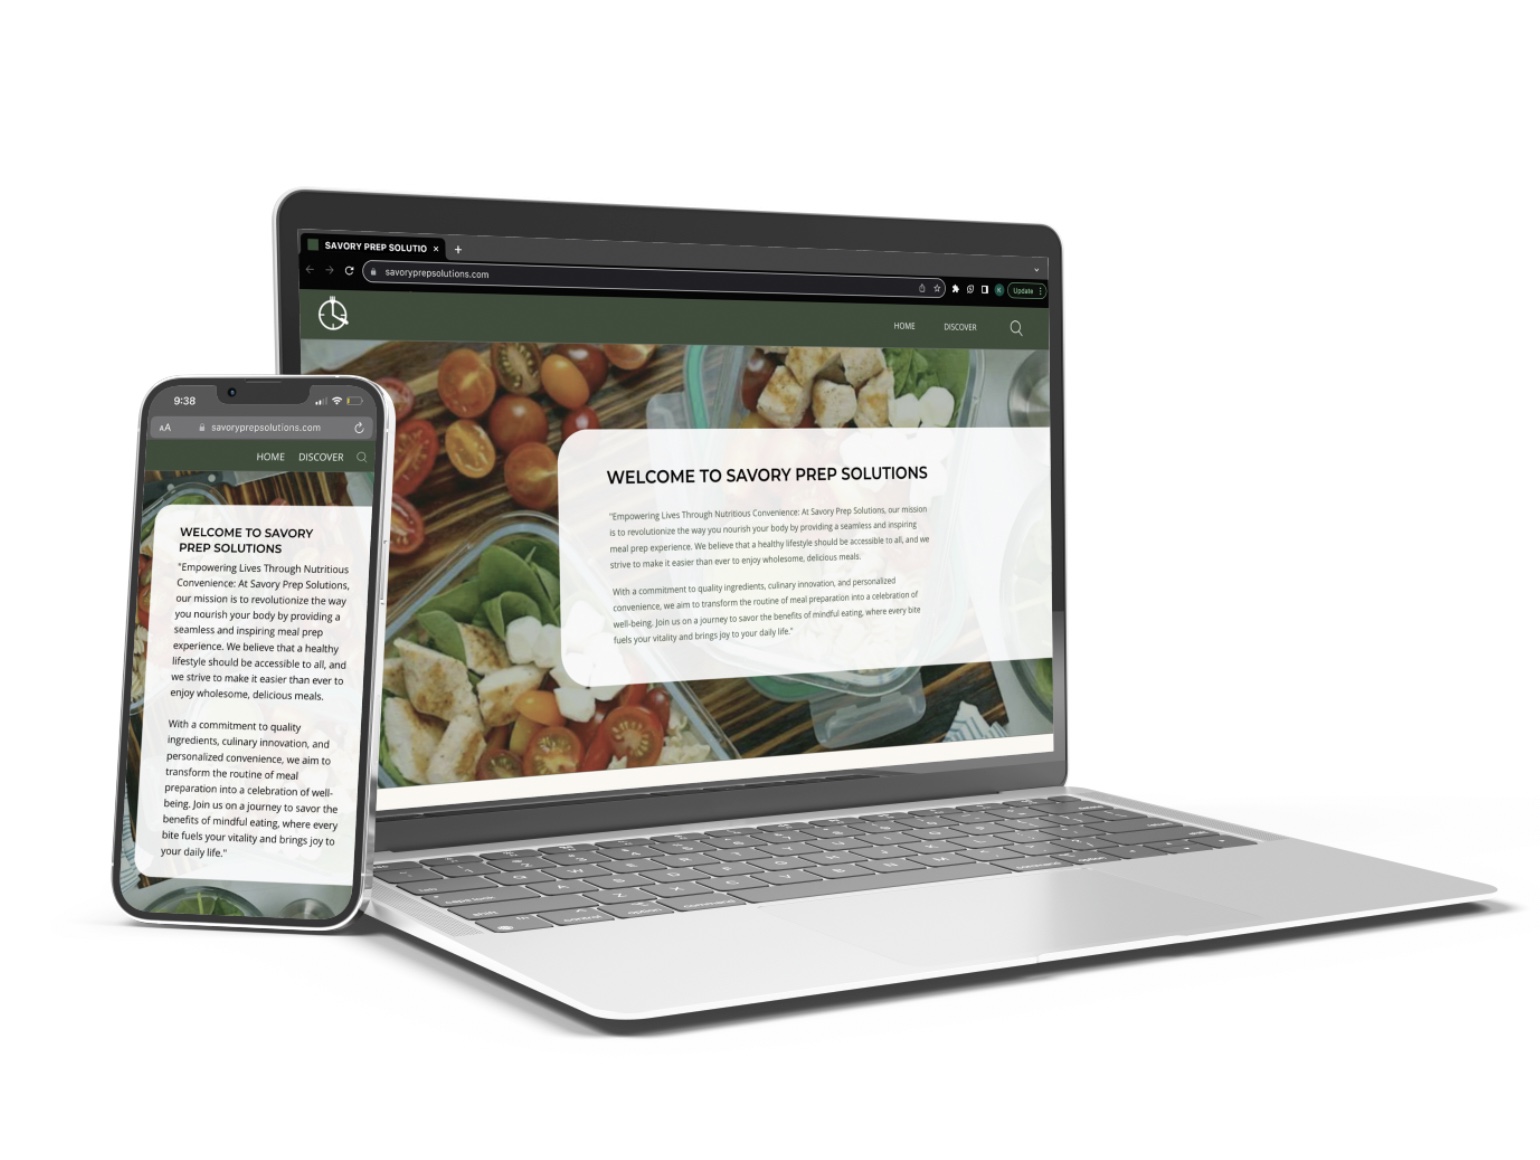 SAVORY PREP SOLUTIO
savoryprepsolutions.com
Update
HOME DISCOVER
WELCOME TO SAVORY PREP SOLUTIONS
"Empowering Lives Through Nutritious Convenience: At Savory Prep Solutions, our mission
is to revolutionize the way you nourish your body by providing a seamless and inspiring
meal prep experience. We believe that a healthy lifestyle should be accessible to all, and we
strive to make it easier than ever to enjoy wholesome, delicious meals.
With a commitment to quality ingredients, culinary innovation, and personalized
convenience, we aim to transform the routine of meal preparation into a celebration of
well-being. Join us on a journey to savor the benefits of mindful eating, where every bite
fuels your vitality and brings joy to your daily life."
9:38
AA savoryprepsolutions.com
HOME DISCOVER
WELCOME TO SAVORY
PREP SOLUTIONS
"Empowering Lives Through Nutritious
Convenience: At Savory Prep Solutions,
our mission is to revolutionize the way
you nourish your body by providing a
seamless and inspiring meal prep
experience. We believe that a healthy
lifestyle should be accessible to all, and
we strive to make it easier than ever to
enjoy wholesome, delicious meals.
With a commitment to quality
ingredients, culinary innovation, and
personalized convenience, we aim to
transform the routine of meal
preparation into a celebration of well-
being. Join us on a journey to savor the
benefits of mindful eating, where every
bite fuels your vitality and brings joy to
your daily life."